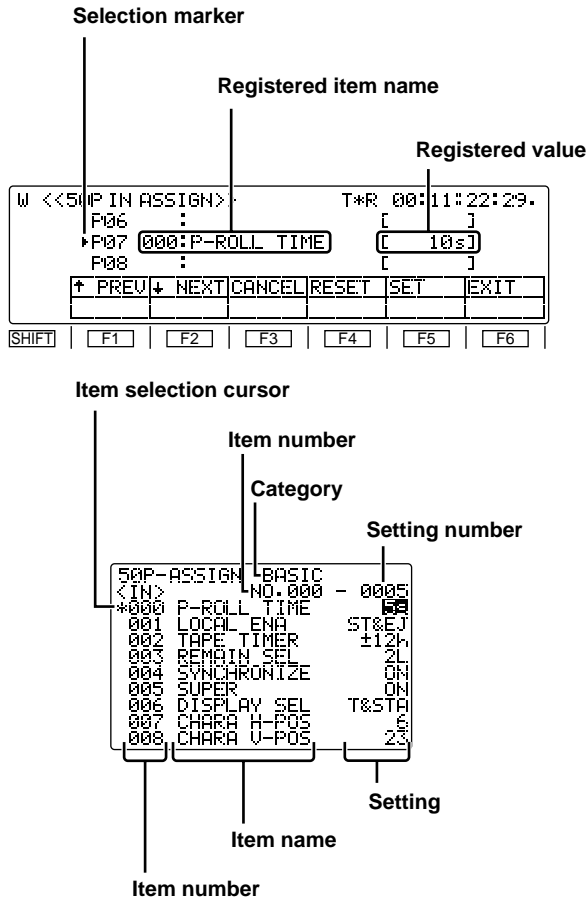 Selection marker
Registered item name
Registered value
W <<50P IN ASSIGN>> T*R 00:11:22:29.
P06 : [ ]
▸P07 000:P-ROLL TIME [ 10s]
P08 : [ ]
↑ PREV ↓ NEXT CANCEL RESET SET EXIT
SHIFT F1 F2 F3 F4 F5 F6
Item selection cursor
Item number
Category
Setting number
50P-ASSIGN BASIC
<IN> NO.000 - 0005
*000 P-ROLL TIME 5s
001 LOCAL ENA ST&EJ
002 TAPE TIMER ±12h
003 REMAIN SEL 2L
004 SYNCHRONIZE ON
005 SUPER ON
006 DISPLAY SEL T&STA
007 CHARA H-POS 6
008 CHARA V-POS 23
Setting
Item name
Item number